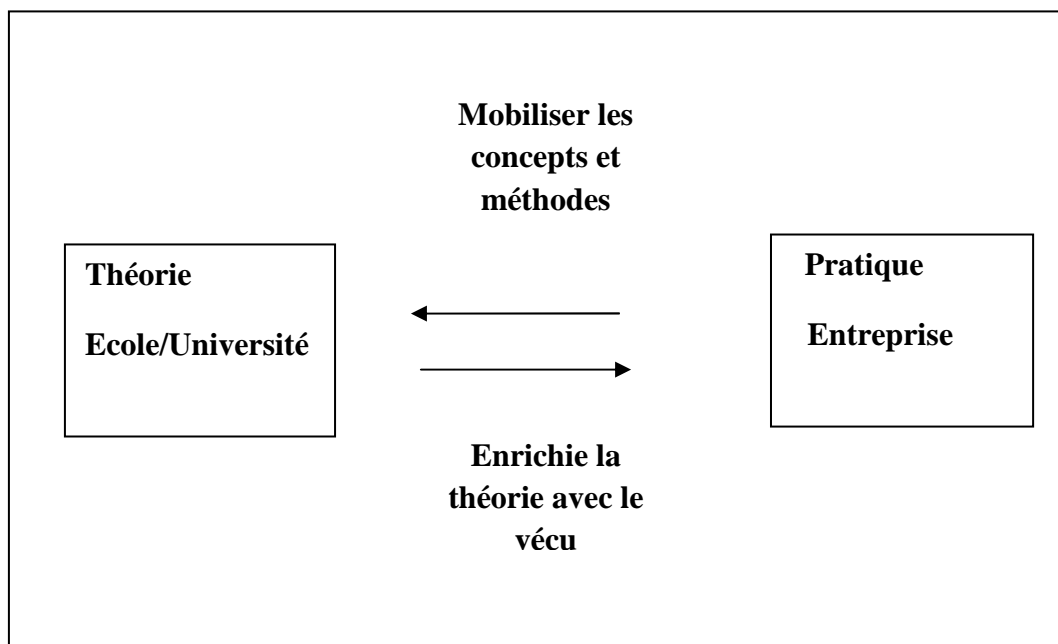 Mobiliser les
concepts et
méthodes
Théorie
Ecole/Université
Pratique
Entreprise
Enrichie la
théorie avec le
vécu